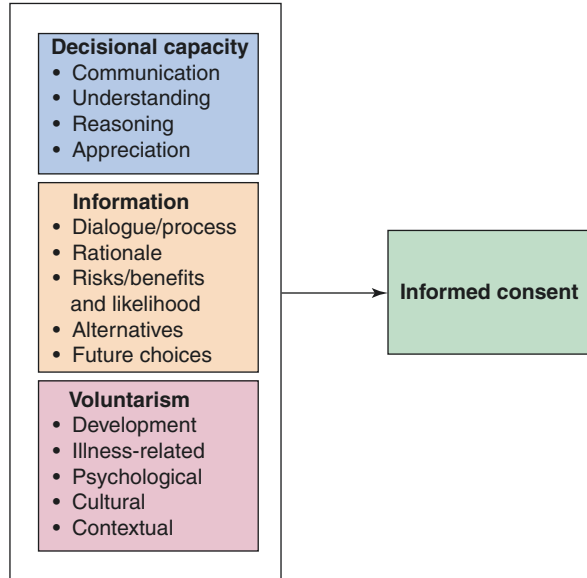 Decisional capacity
• Communication
• Understanding
• Reasoning
• Appreciation
Information
• Dialogue/process
• Rationale
• Risks/benefits
and likelihood
• Alternatives
• Future choices
Voluntarism
• Development
• Illness-related
• Psychological
• Cultural
• Contextual
Informed consent